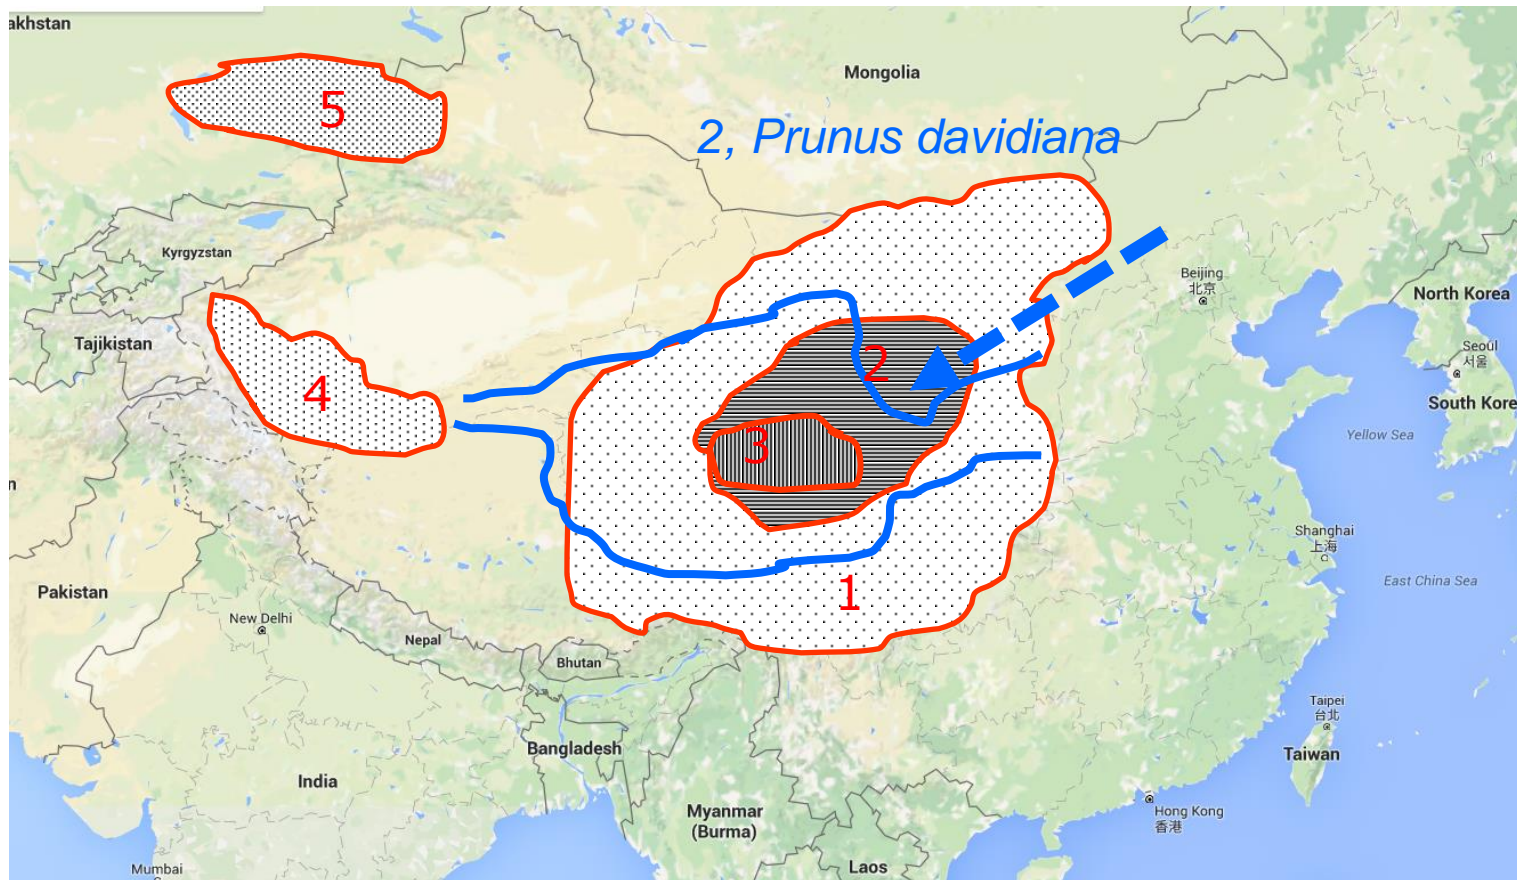 akhstan
Mongolia
5
2, Prunus davidiana
Kyrgyzstan
Beijing
北京
North Korea
Tajikistan
Seoul
서울
2
4
South Kore
Yellow Sea
3
n
Shanghai
上海
East China Sea
Pakistan
1
New Delhi
Nepal
Bhutan
Taipei
台北
Bangladesh
Taiwan
India
Myanmar
(Burma)
Hong Kong
香港
Laos
Mumbai